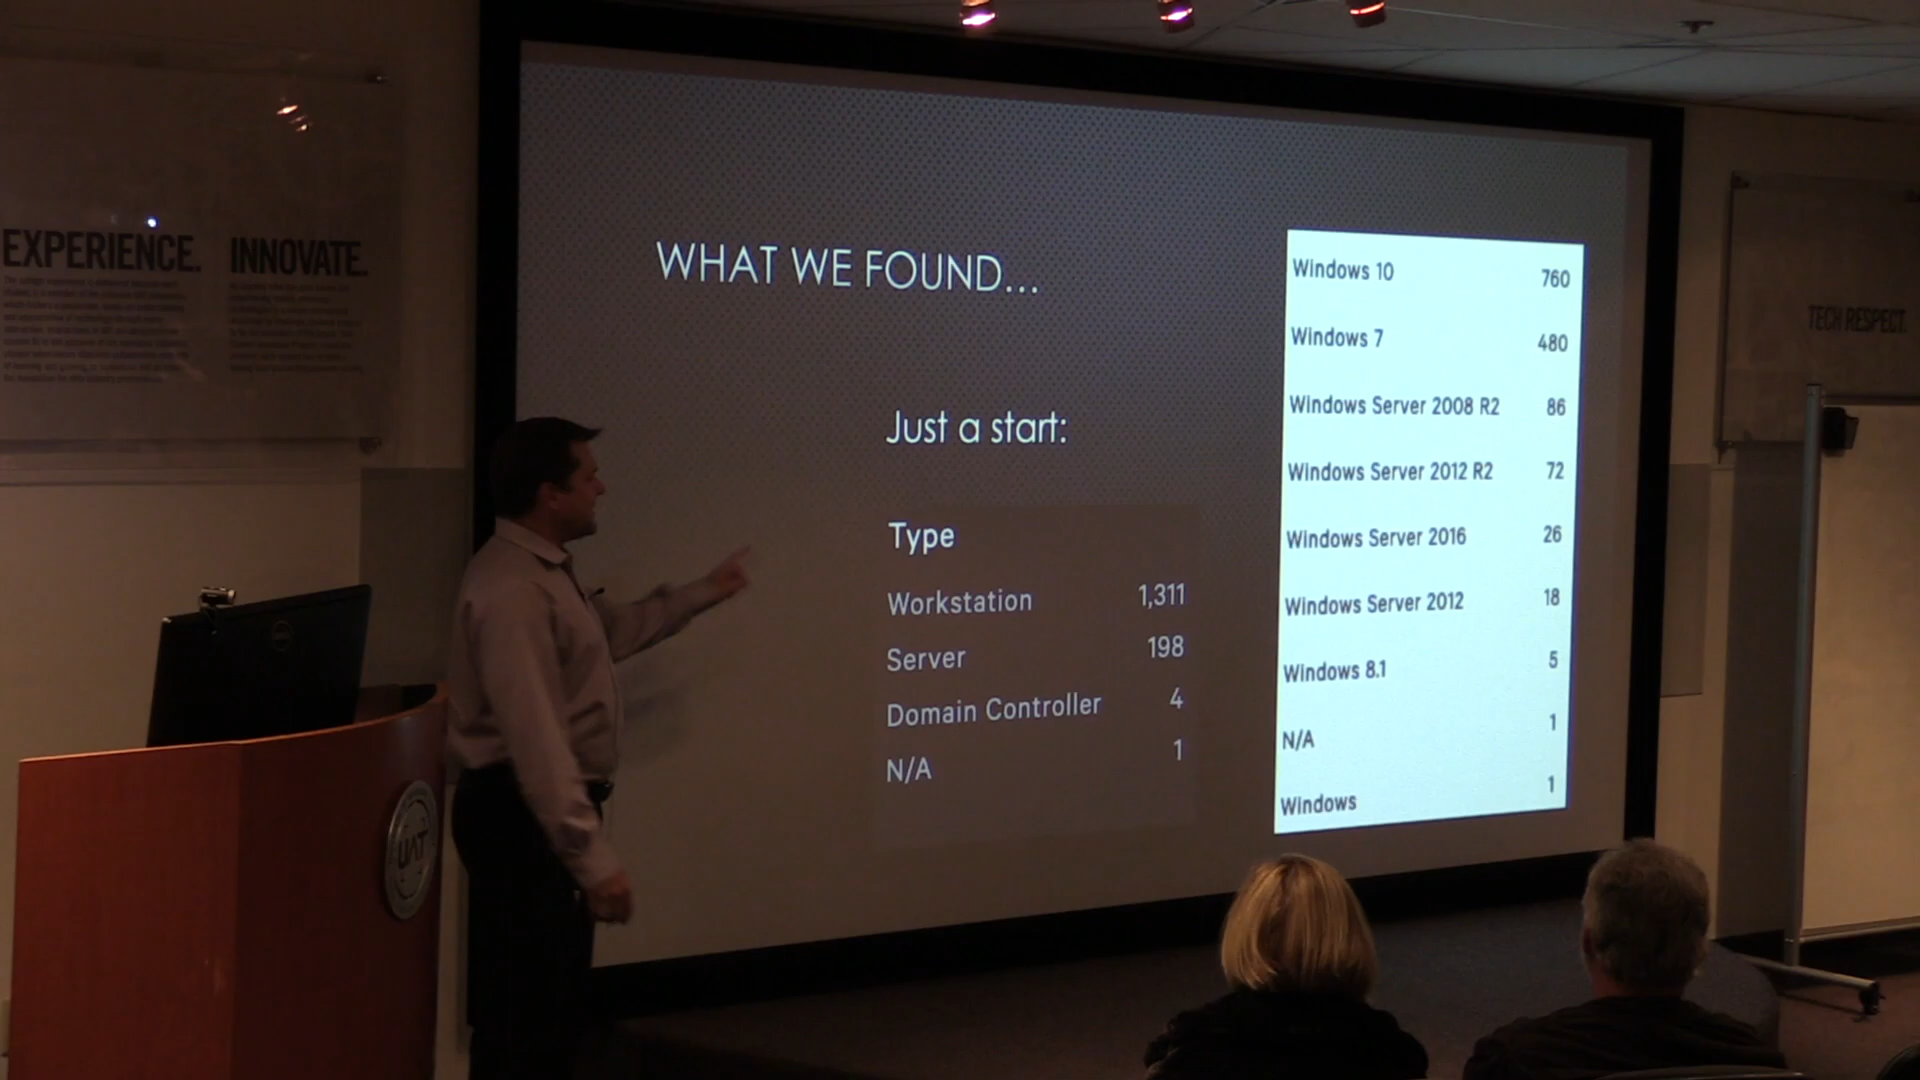 EXPERIENCE.
INNOVATE.
WHAT WE FOUND...
Just a start:
Type
Workstation 1,311
Server 198
Domain Controller 4
N/A 1
Windows 10 760
Windows 7 480
Windows Server 2008 R2 86
Windows Server 2012 R2 72
Windows Server 2016 26
Windows Server 2012 18
Windows 8.1 5
N/A 1
Windows 1
TECH RESPECT.
UAT